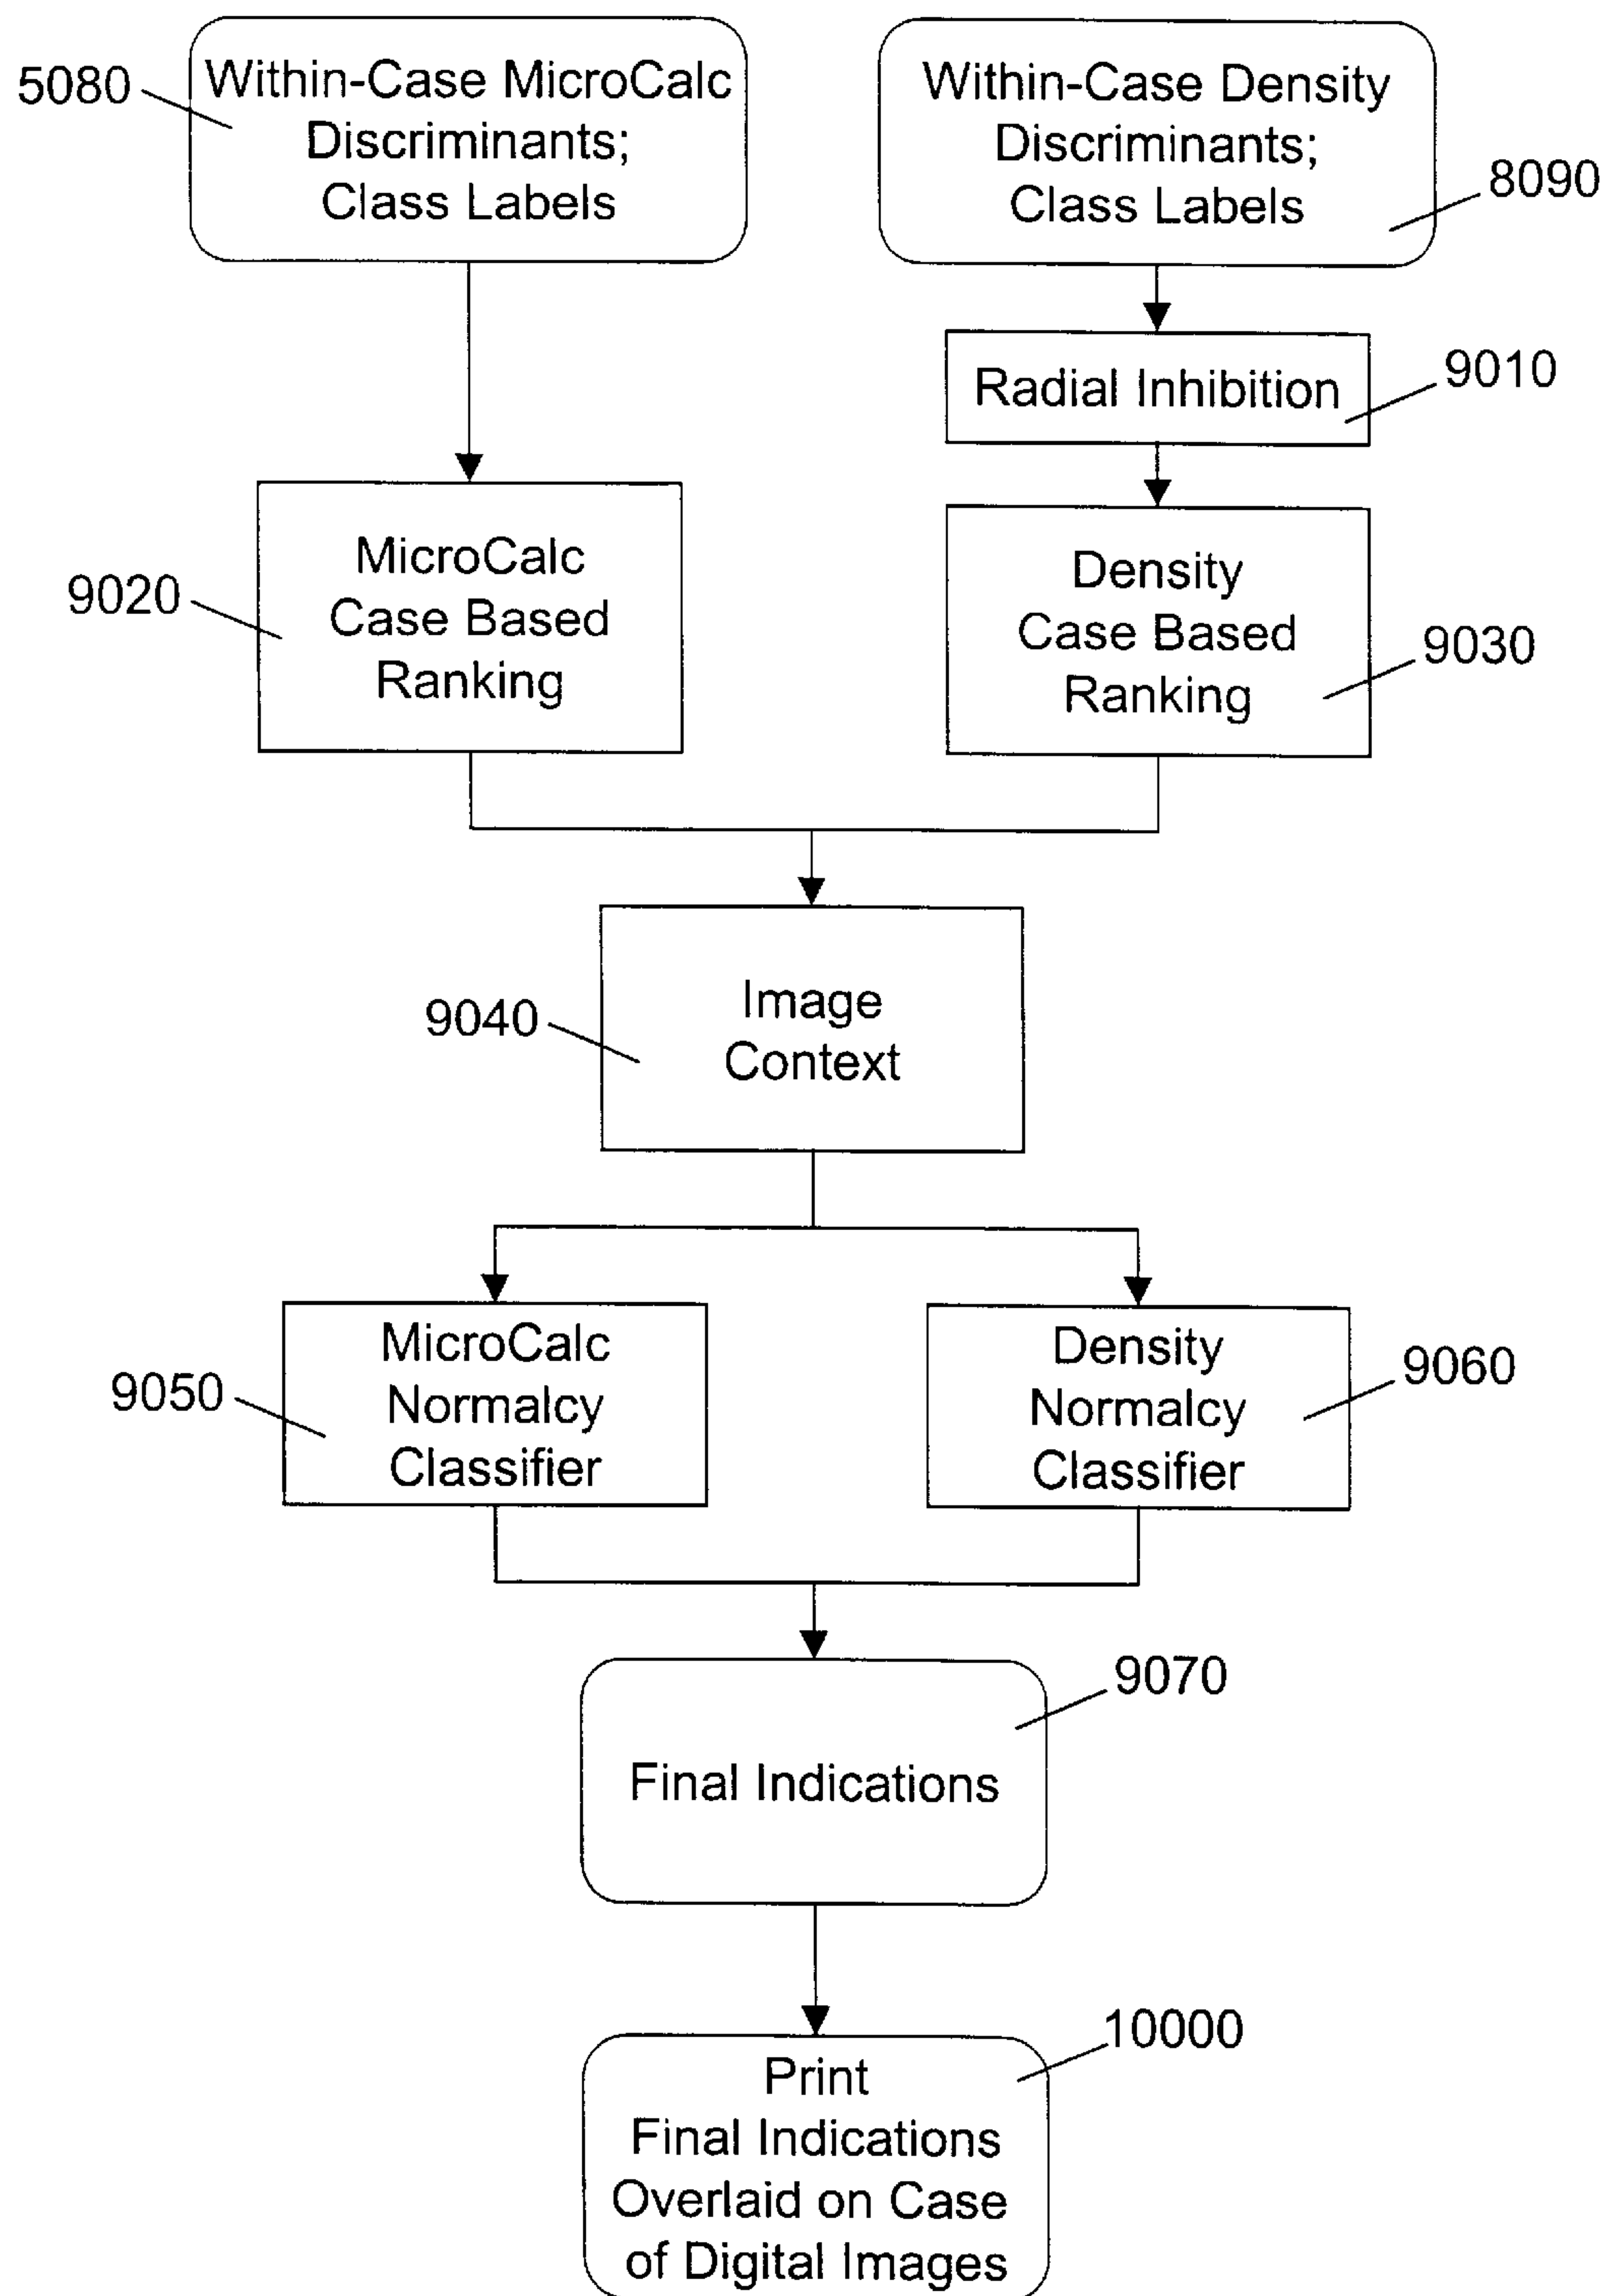 5080
Within-Case MicroCalc
Discriminants;
Class Labels
Within-Case Density
Discriminants;
Class Labels
8090
Radial Inhibition
9010
9020
MicroCalc
Case Based
Ranking
Density
Case Based
Ranking
9030
9040
Image
Context
9050
MicroCalc
Normalcy
Classifier
Density
Normalcy
Classifier
9060
9070
Final Indications
10000
Print
Final Indications
Overlaid on Case
of Digital Images